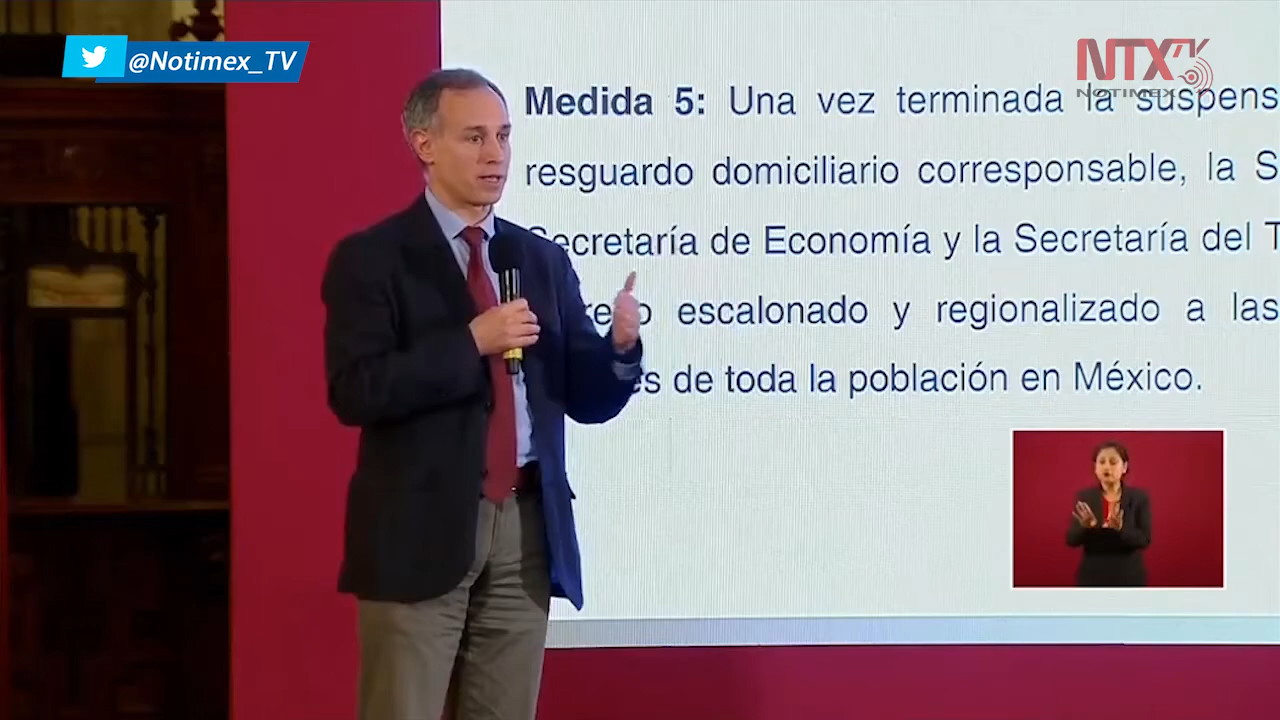 @Notimex_TV
NTX TV
NOTIMEX
Medida 5: Una vez terminada la
resguardo domiciliario corresponsable, la
Secretaría de Economía y la Secretaría del
escalonado y regionalizado a las
de toda la población en México.